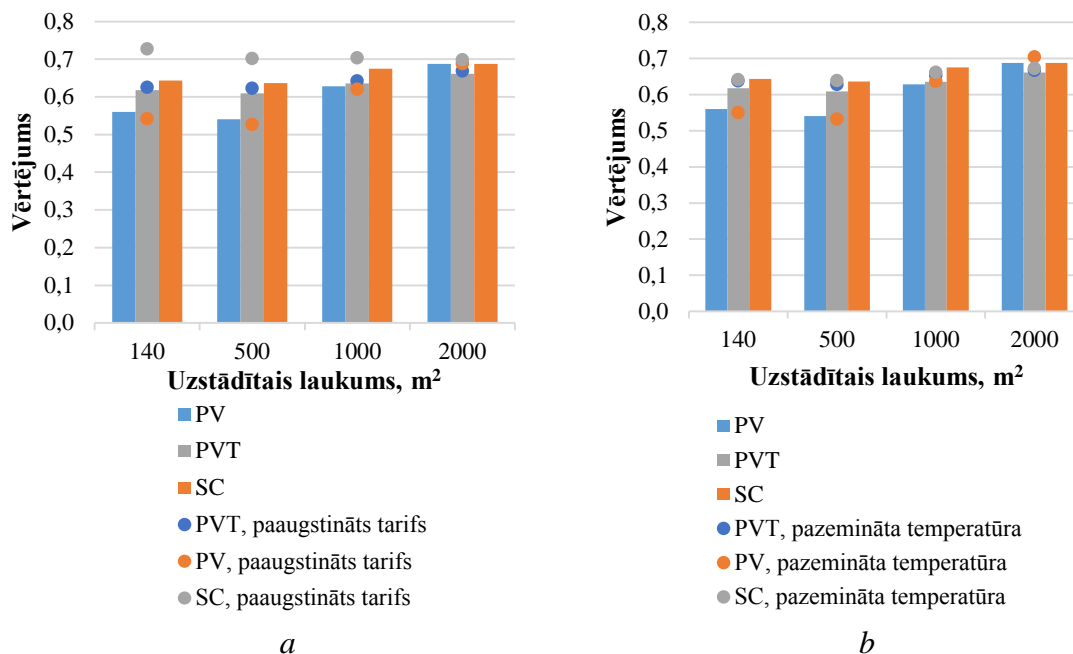 0,8
0,7
0,6
0,5
0,4
0,3
0,2
0,1
0,0
Vērtējums
140 500 1000 2000
Uzstādītais laukums, m²
PV
PVT
SC
PVT, paaugstināts tarifs
PV, paaugstināts tarifs
SC, paaugstināts tarifs
a
0,8
0,7
0,6
0,5
0,4
0,3
0,2
0,1
0,0
Vērtējums
140 500 1000 2000
Uzstādītais laukums, m²
PV
PVT
SC
PVT, pazemināta temperatūra
PV, pazemināta temperatūra
SC, pazemināta temperatūra
b